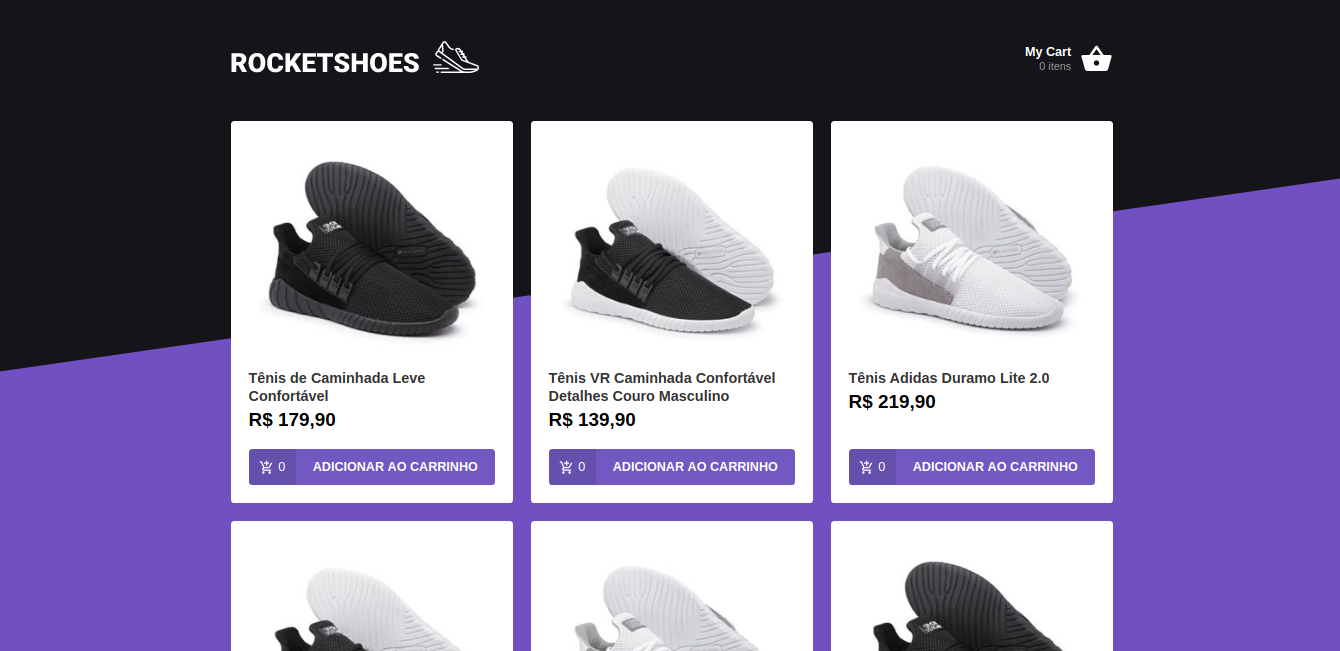 ROCKETSHOES
My Cart
0 itens
Tênis de Caminhada Leve
Confortável
R$ 179,90
0 ADICIONAR AO CARRINHO
Tênis VR Caminhada Confortável
Detalhes Couro Masculino
R$ 139,90
0 ADICIONAR AO CARRINHO
Tênis Adidas Duramo Lite 2.0
R$ 219,90
0 ADICIONAR AO CARRINHO